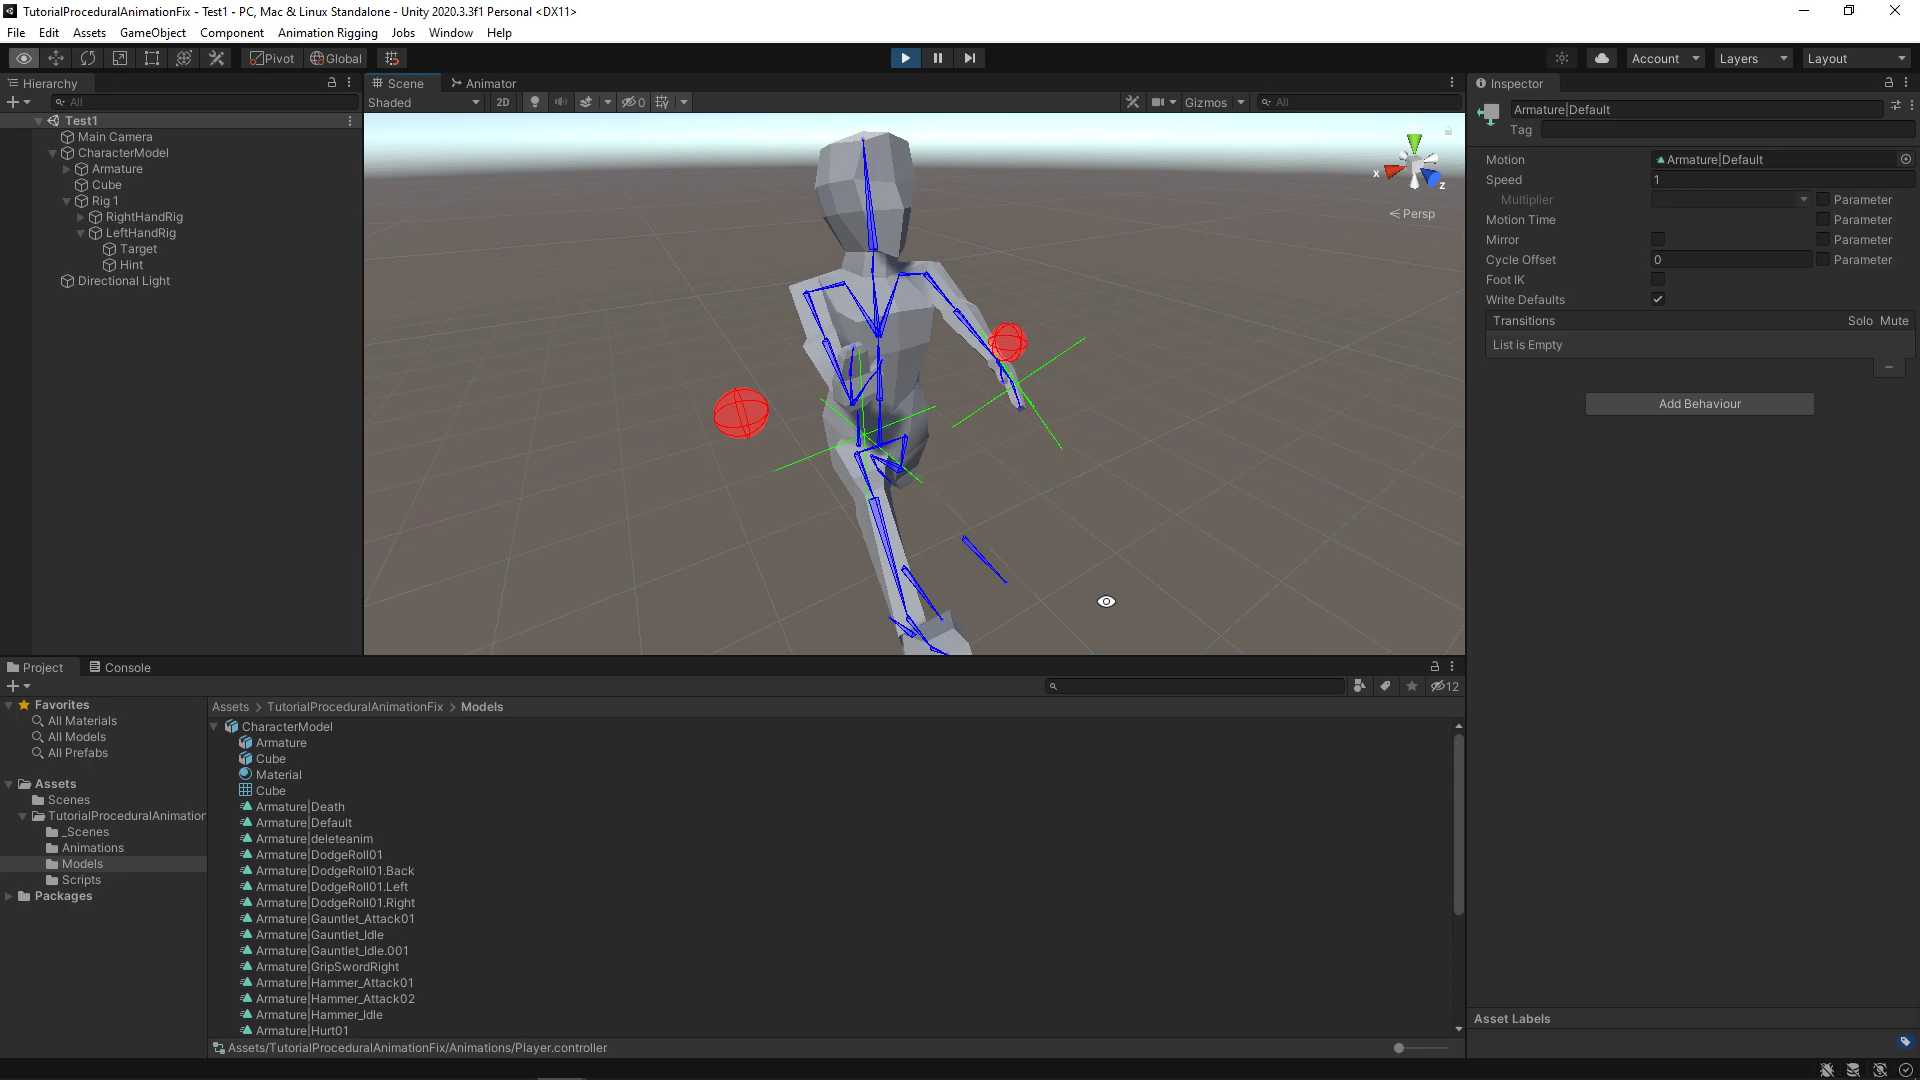 TutorialProceduralAnimationFix - Test1 - PC, Mac & Linux Standalone - Unity 2020.3.3f1 Personal <DX11>
File Edit Assets GameObject Component Animation Rigging Jobs Window Help
Pivot Global Account Layers Layout
Hierarchy
All
Test1
Main Camera
CharacterModel
Armature
Cube
Rig 1
RightHandRig
LeftHandRig
Target
Hint
Directional Light
Scene Animator
Shaded 2D 0 Gizmos All
x
z
Persp
Inspector
Armature|Default
Tag
Motion Armature|Default
Speed 1
Multiplier Parameter
Motion Time Parameter
Mirror Parameter
Cycle Offset 0 Parameter
Foot IK
Write Defaults
Transitions Solo Mute
List is Empty
Add Behaviour
Asset Labels
Project Console
12
Favorites
All Materials
All Models
All Prefabs
Assets
Scenes
TutorialProceduralAnimation
_Scenes
Animations
Models
Scripts
Packages
Assets > TutorialProceduralAnimationFix > Models
CharacterModel
Armature
Cube
Material
Cube
Armature|Death
Armature|Default
Armature|deleteanim
Armature|DodgeRoll01
Armature|DodgeRoll01.Back
Armature|DodgeRoll01.Left
Armature|DodgeRoll01.Right
Armature|Gauntlet_Attack01
Armature|Gauntlet_Idle
Armature|Gauntlet_Idle.001
Armature|GripSwordRight
Armature|Hammer_Attack01
Armature|Hammer_Attack02
Armature|Hammer_Idle
Armature|Hurt01
Assets/TutorialProceduralAnimationFix/Animations/Player.controller